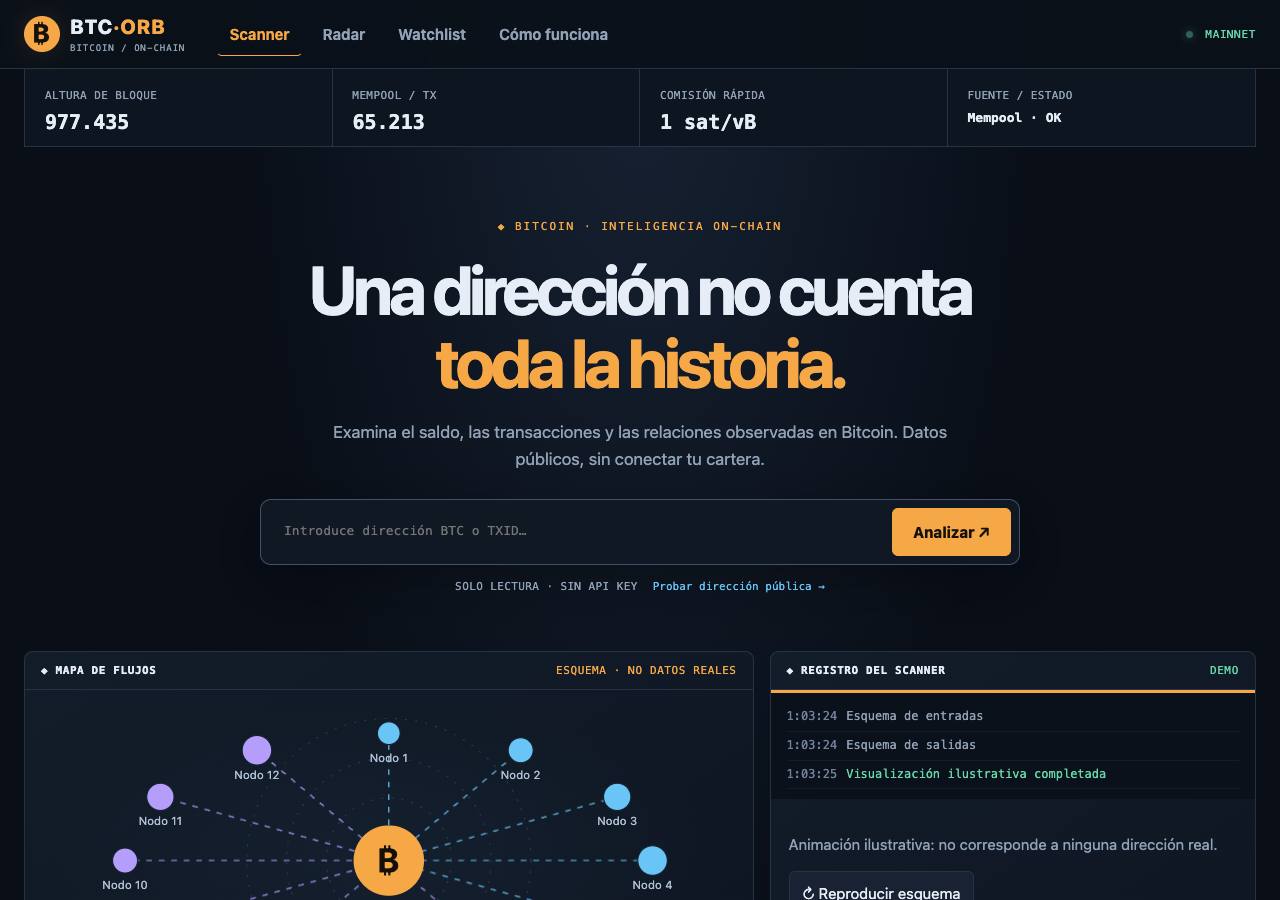 BTC·ORB
BITCOIN / ON-CHAIN
Scanner
Radar
Watchlist
Cómo funciona
MAINNET
ALTURA DE BLOQUE
977.435
MEMPOOL / TX
65.213
COMISIÓN RÁPIDA
1 sat/vB
FUENTE / ESTADO
Mempool · OK
◆ BITCOIN · INTELIGENCIA ON-CHAIN
Una dirección no cuenta
toda la historia.
Examina el saldo, las transacciones y las relaciones observadas en Bitcoin. Datos
públicos, sin conectar tu cartera.
Introduce dirección BTC o TXID…
Analizar ↗
SOLO LECTURA · SIN API KEY
Probar dirección pública →
◆ MAPA DE FLUJOS
ESQUEMA · NO DATOS REALES
Nodo 1
Nodo 12
Nodo 2
Nodo 11
Nodo 3
Nodo 10
Nodo 4
◆ REGISTRO DEL SCANNER
DEMO
1:03:24 Esquema de entradas
1:03:24 Esquema de salidas
1:03:25 Visualización ilustrativa completada
Animación ilustrativa: no corresponde a ninguna dirección real.
↻ Reproducir esquema